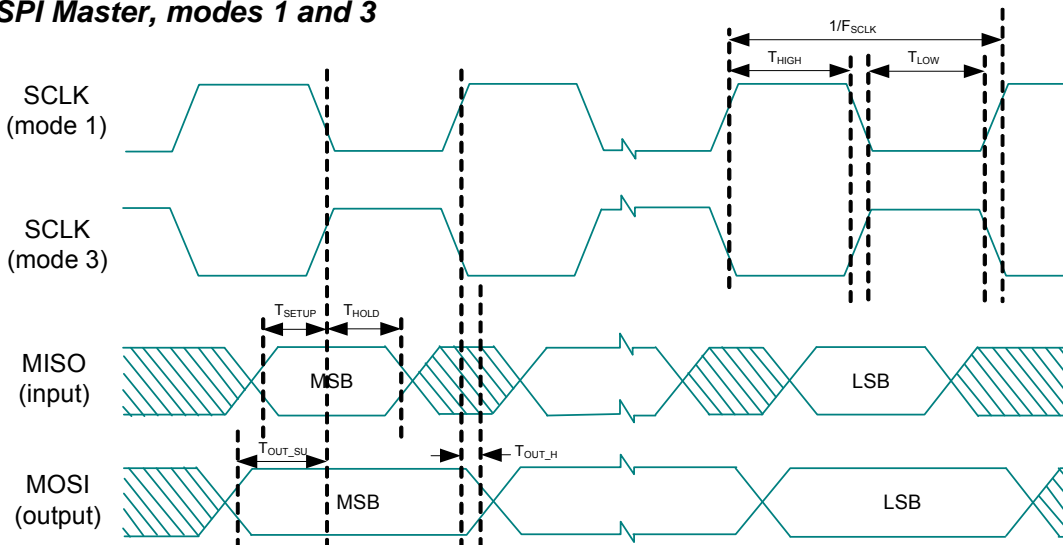 SPI Master, modes 1 and 3
1/FSCLK
THIGH
TLOW
SCLK
(mode 1)
SCLK
(mode 3)
TSETUP
THOLD
MISO
(input)
MSB
LSB
TOUT_SU
TOUT_H
MOSI
(output)
MSB
LSB